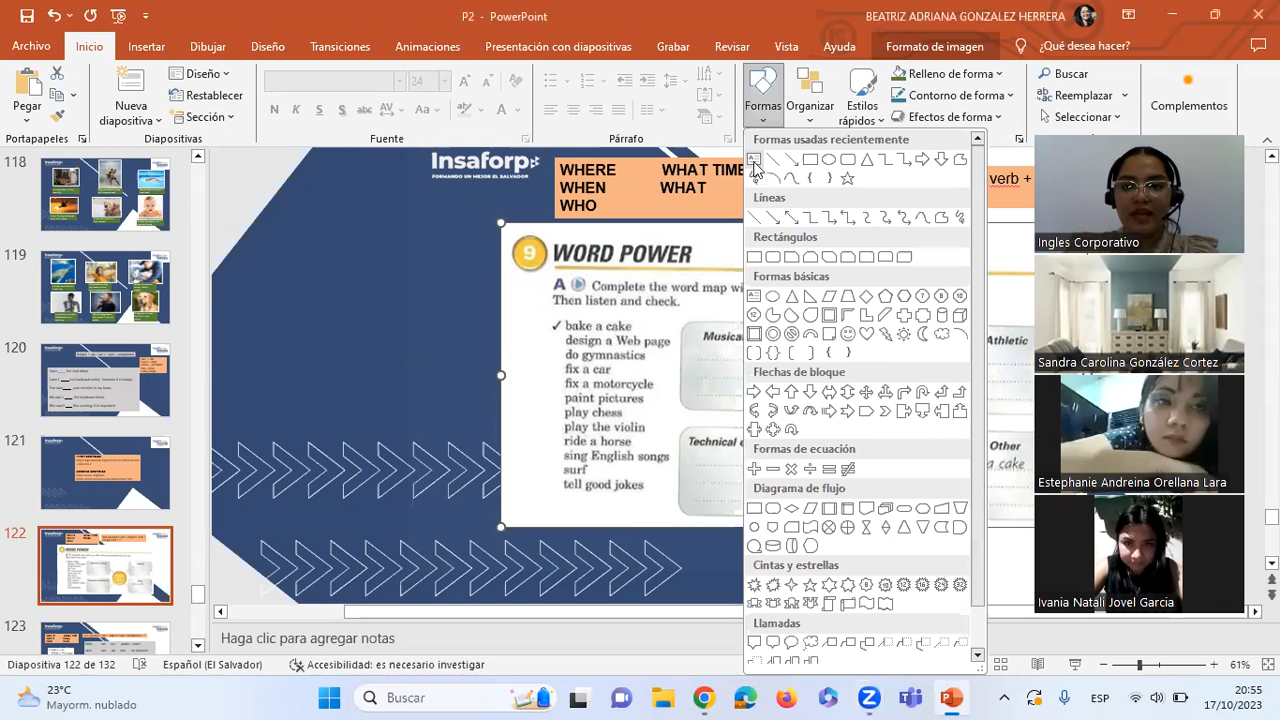 P2 - PowerPoint
BEATRIZ ADRIANA GONZALEZ HERRERA
Archivo
Inicio
Insertar
Dibujar
Diseño
Transiciones
Animaciones
Presentación con diapositivas
Grabar
Revisar
Vista
Ayuda
Formato de imagen
¿Qué desea hacer?
Pegar
Nueva
diapositiva
Diseño
Restablecer
Sección
24
N
K
S
S
abc
AV
Aa
Formas
Organizar
Estilos
rápidos
Relleno de forma
Contorno de forma
Efectos de forma
Buscar
Reemplazar
Seleccionar
Complementos
Portapapeles
Diapositivas
Fuente
Párrafo
Formas usadas recientemente
Líneas
Rectángulos
Formas básicas
Flechas de bloque
Formas de ecuación
Diagrama de flujo
Cintas y estrellas
Llamadas
118
119
120
121
122
123
Insaforp
FORMANDO UN MEJOR EL SALVADOR
WHERE WHAT TIME
WHEN WHAT
WHO
verb +
9 WORD POWER
A Complete the word map wi
Then listen and check.
✓ bake a cake
design a Web page
do gymnastics
fix a car
fix a motorcycle
paint pictures
play chess
play the violin
ride a horse
sing English songs
surf
tell good jokes
Musica
Technical o
Athletic
Other
a cake
Ingles Corporativo
Sandra Carolina González Cortez
Estephanie Andreina Orellana Lara
Ivania Natali Jovel Garcia
Haga clic para agregar notas
Diapositiva 122 de 132
Español (El Salvador)
Accesibilidad: es necesario investigar
61%
23°C
Mayorm. nublado
Buscar
ESP
20:55
17/10/2023